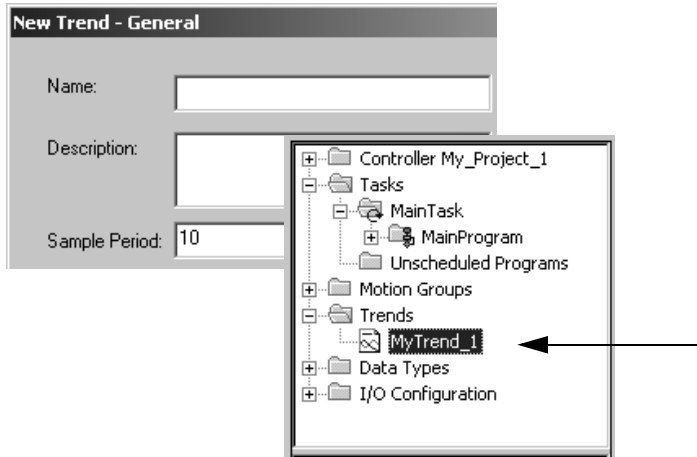 New Trend - General
Name:
Description:
Sample Period: 10
Controller My_Project_1
Tasks
MainTask
MainProgram
Unscheduled Programs
Motion Groups
Trends
MyTrend_1
Data Types
I/O Configuration